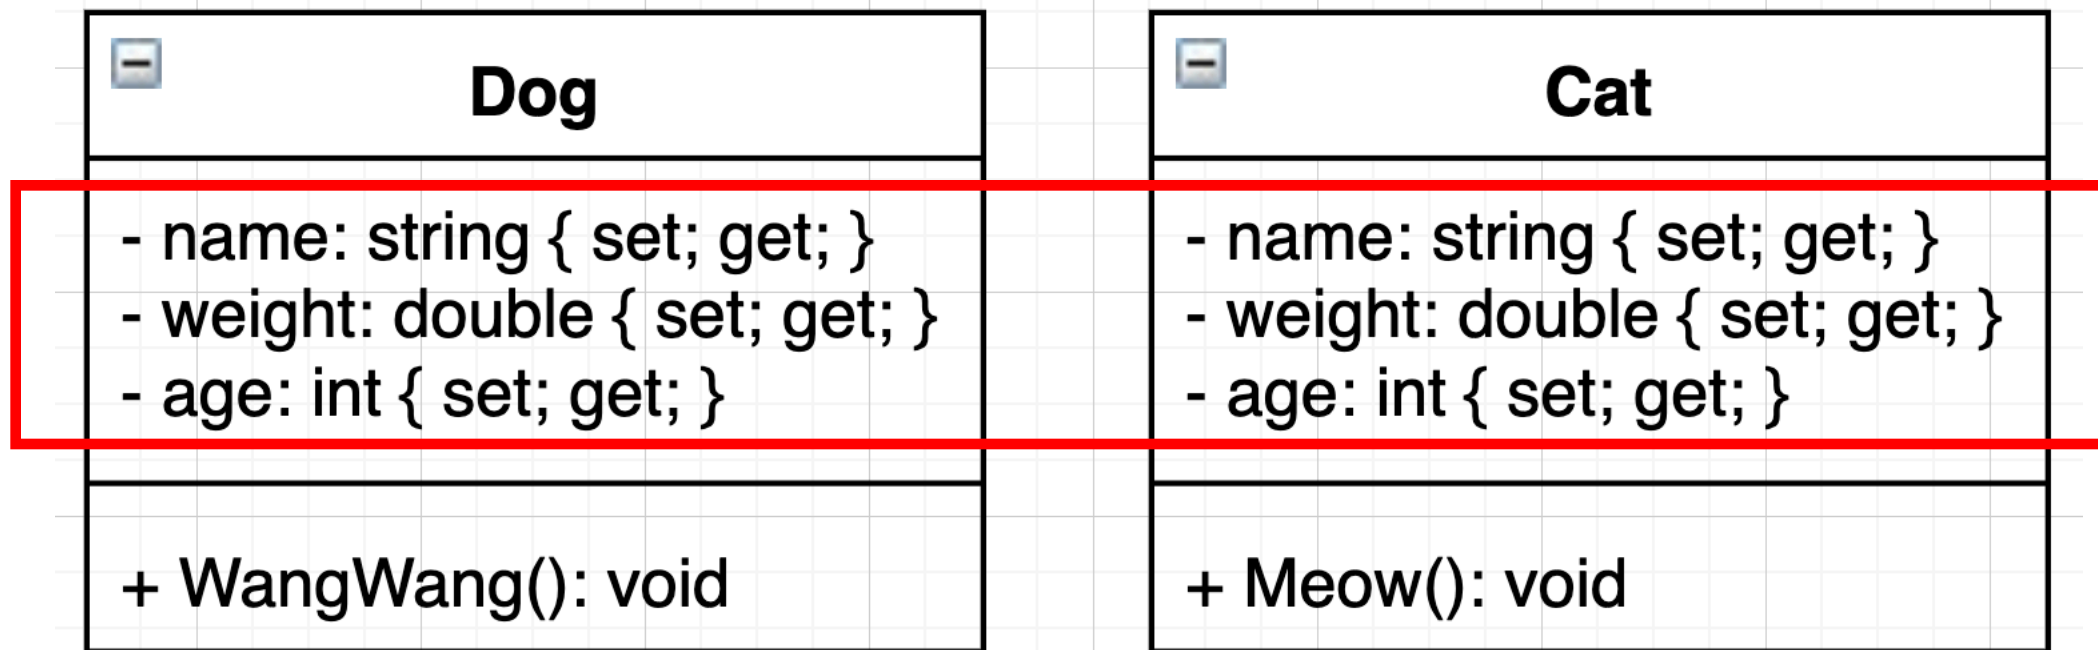 Dog
- name: string { set; get; }
- weight: double { set; get; }
- age: int { set; get; }
+ WangWang(): void
Cat
- name: string { set; get; }
- weight: double { set; get; }
- age: int { set; get; }
+ Meow(): void